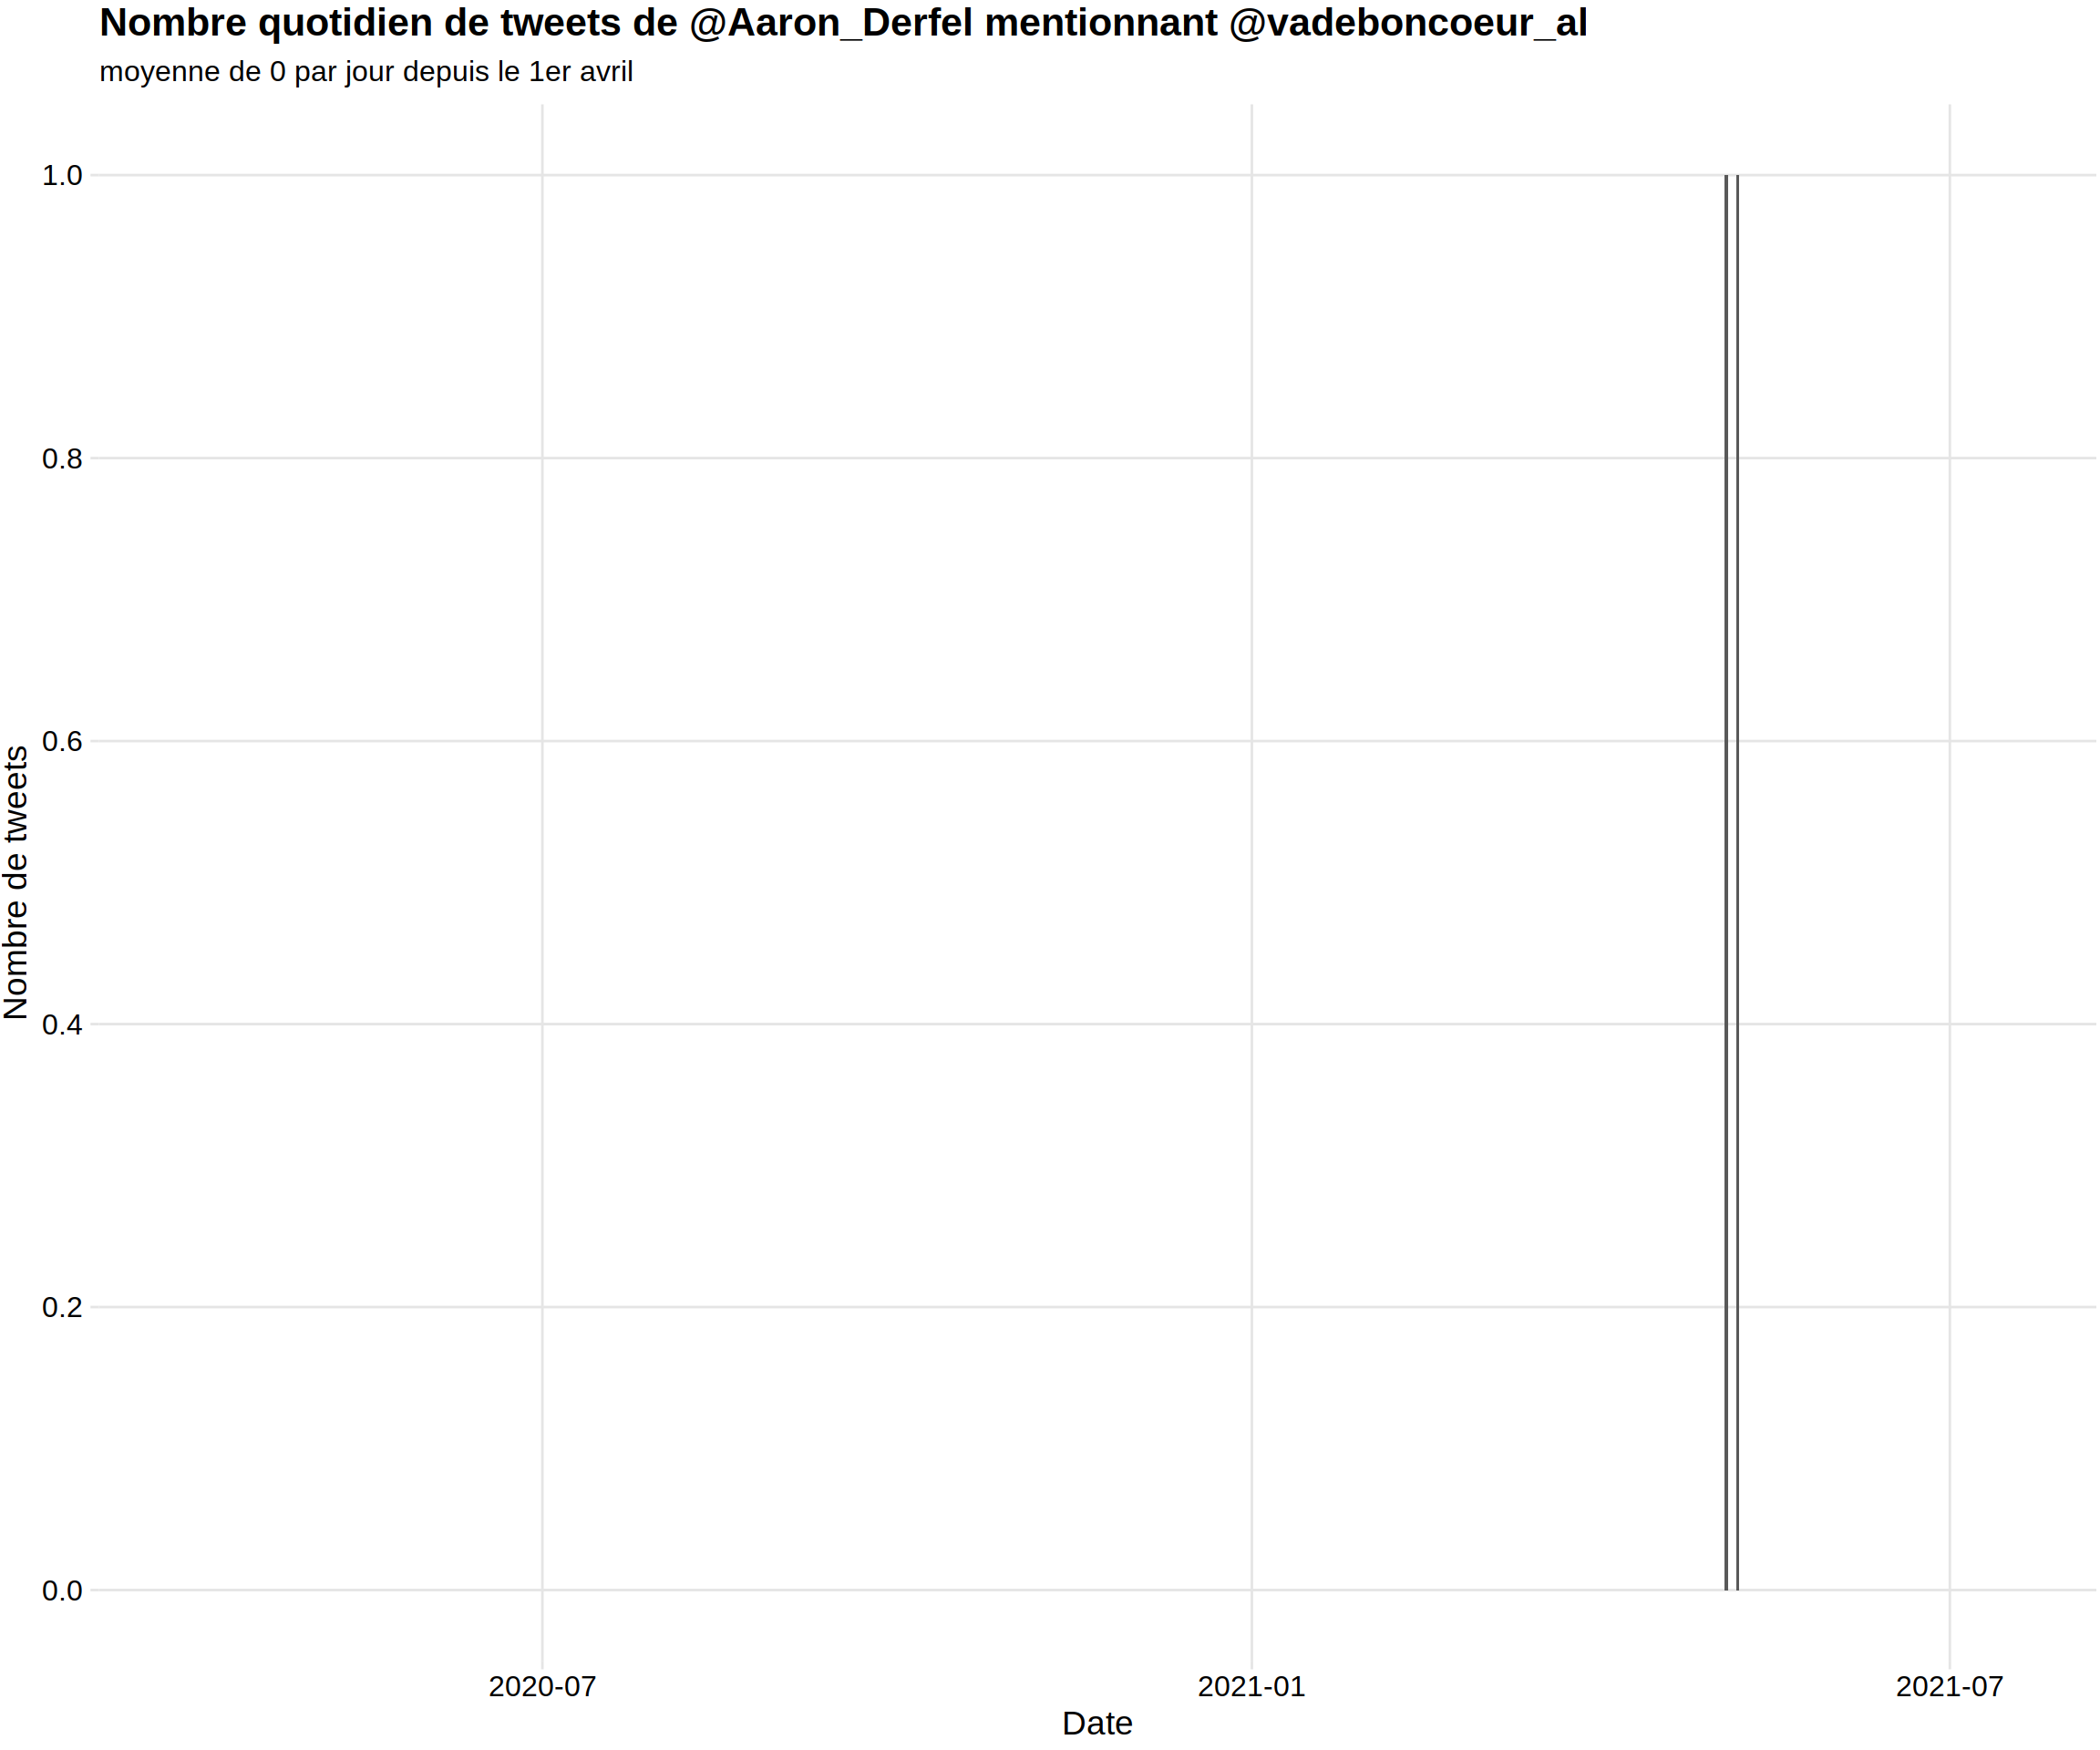 Nombre quotidien de tweets de @Aaron_Derfel mentionnant @vadeboncoeur_al
moyenne de 0 par jour depuis le 1er avril
1.0
0.8
0.6
0.4
0.2
0.0
Nombre de tweets
2020-07
2021-01
2021-07
Date